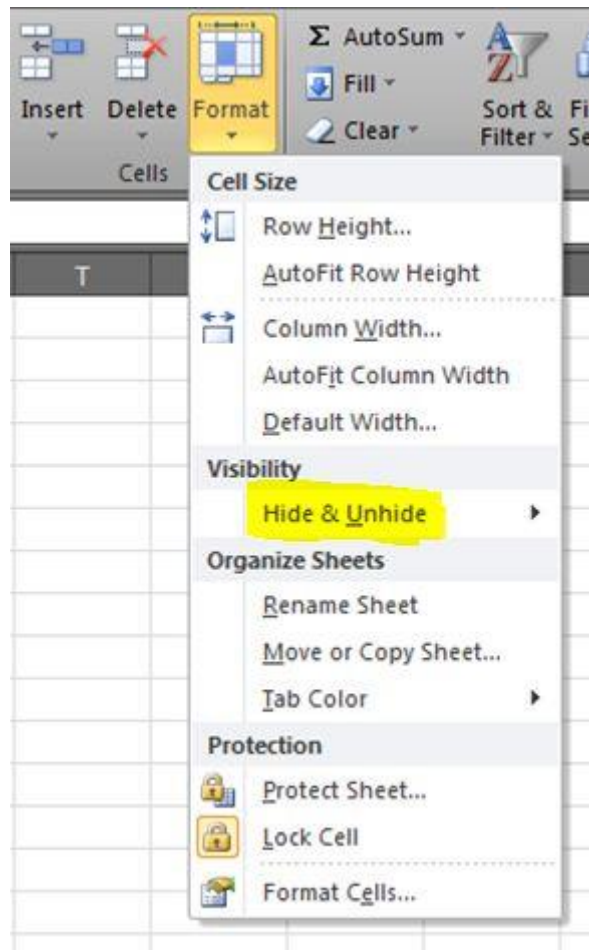 Σ AutoSum
Fill
Clear
Insert Delete Format
Sort &
Filter
Cells
T
Cell Size
Row Height...
AutoFit Row Height
Column Width...
AutoFit Column Width
Default Width...
Visibility
Hide & Unhide
Organize Sheets
Rename Sheet
Move or Copy Sheet...
Tab Color
Protection
Protect Sheet...
Lock Cell
Format Cells...